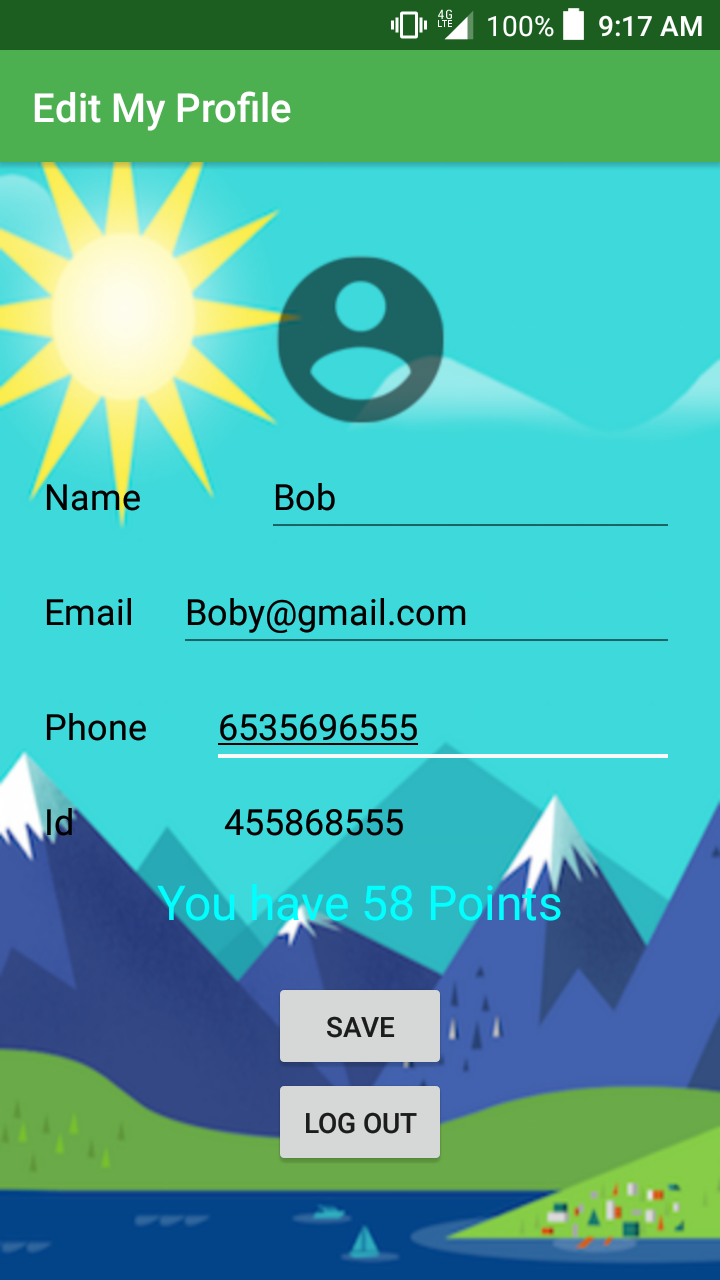 4G LTE 100% 9:17 AM
Edit My Profile
Name Bob
Email Boby@gmail.com
Phone 6535696555
Id 455868555
You have 58 Points
SAVE
LOG OUT